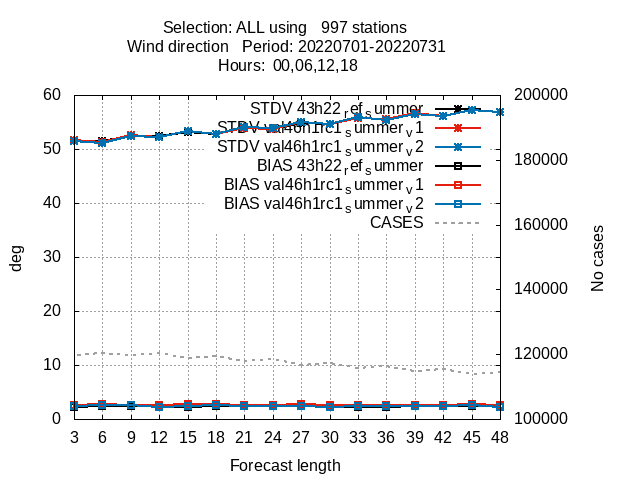 Selection: ALL using   997 stations
Wind direction   Period: 20220701-20220731
Hours:  00,06,12,18
60
50
40
30
20
10
0
deg
200000
180000
160000
140000
120000
100000
No cases
STDV 43h22_ref_summer
STDV val46h1rc1_summer_v1
STDV val46h1rc1_summer_v2
BIAS 43h22_ref_summer
BIAS val46h1rc1_summer_v1
BIAS val46h1rc1_summer_v2
CASES
3 6 9 12 15 18 21 24 27 30 33 36 39 42 45 48
Forecast length